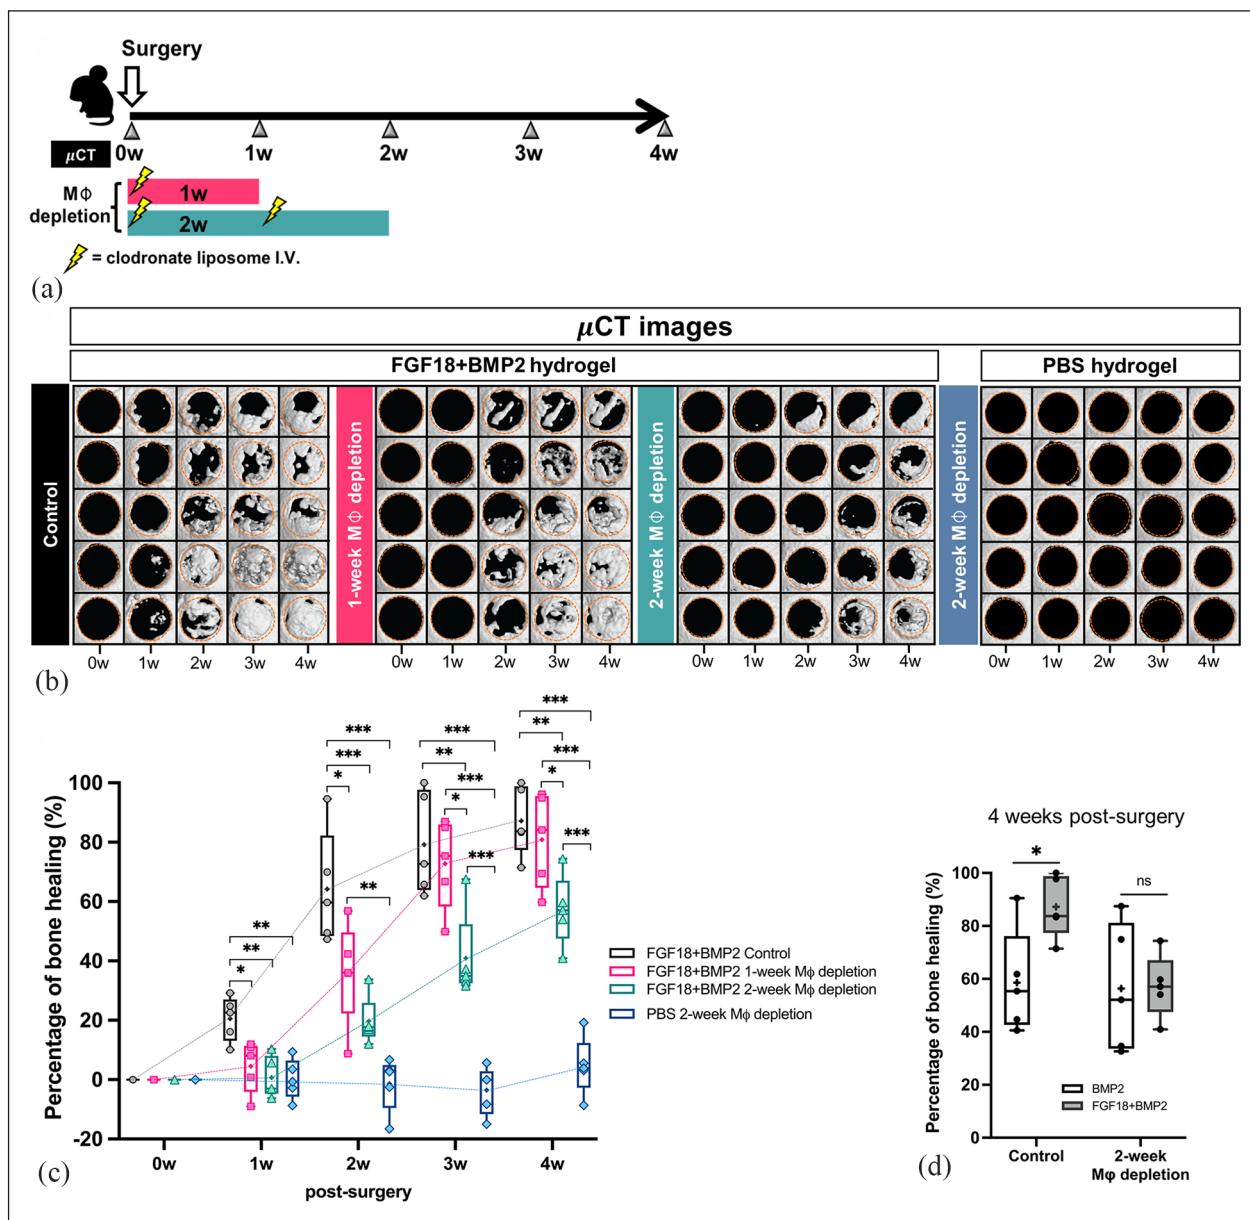 Surgery
μCT
0w 1w 2w 3w 4w
MΦ
depletion
1w
2w
= clodronate liposome I.V.
(a)
μCT images
FGF18+BMP2 hydrogel
PBS hydrogel
Control
1-week MΦ depletion
2-week MΦ depletion
2-week MΦ depletion
0w 1w 2w 3w 4w
0w 1w 2w 3w 4w
0w 1w 2w 3w 4w
0w 1w 2w 3w 4w
(b)
Percentage of bone healing (%)
100
80
60
40
20
0
-20
* ** **
* *** *** **
** *** * *** ***
** *** * *** ***
0w 1w 2w 3w 4w
post-surgery
FGF18+BMP2 Control
FGF18+BMP2 1-week Mφ depletion
FGF18+BMP2 2-week Mφ depletion
PBS 2-week Mφ depletion
(c)
4 weeks post-surgery
Percentage of bone healing (%)
100
80
60
40
20
0
*
ns
BMP2
FGF18+BMP2
Control
2-week
Mφ depletion
(d)